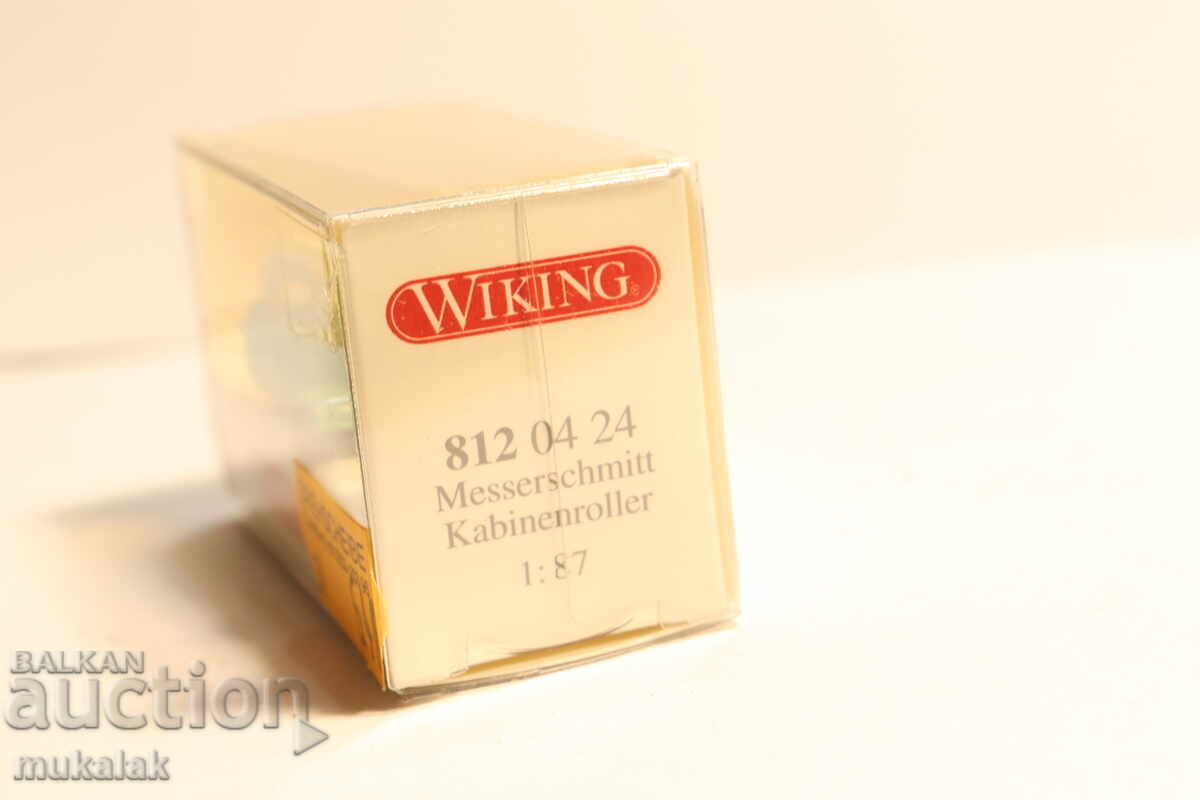 WIKING®
812 04 24
Messerschmitt
Kabinenroller
1:87
BALKAN
auction
mukalak